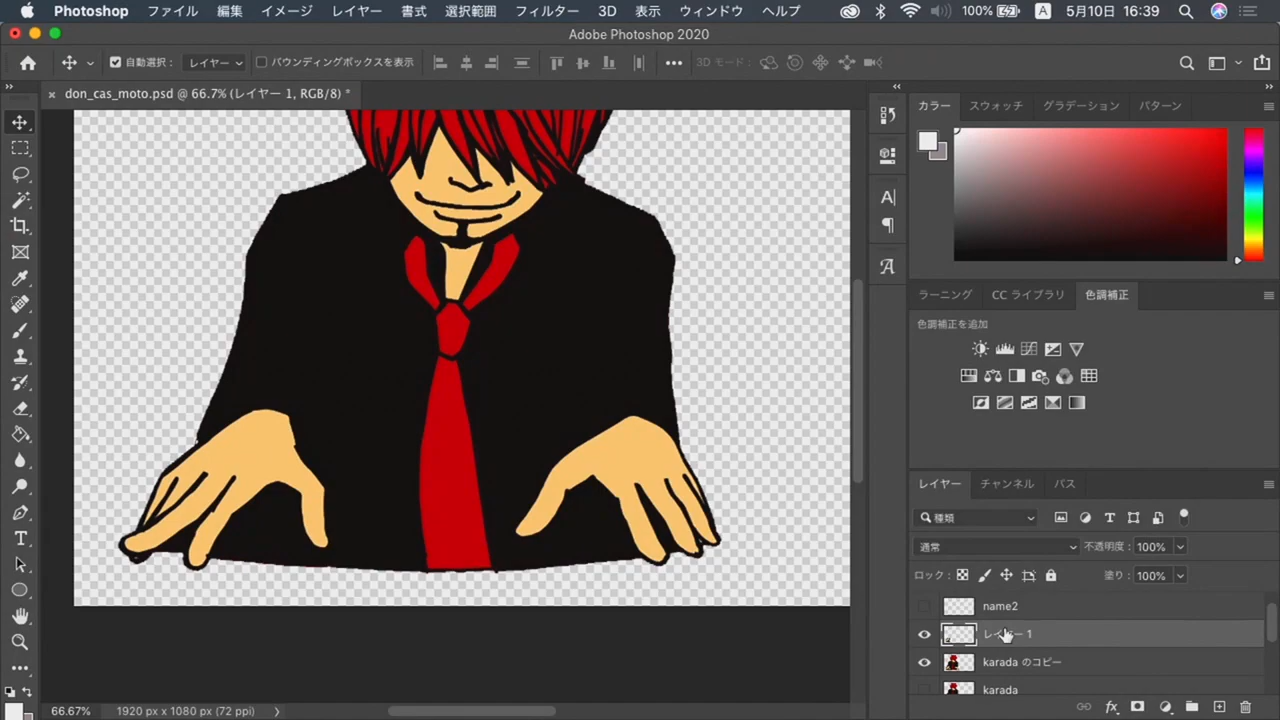 Photoshop ファイル 編集 イメージ レイヤー 書式 選択範囲 フィルター 3D 表示 ウィンドウ ヘルプ 100% A 5月10日 16:39
Adobe Photoshop 2020
自動選択： レイヤー バウンディングボックスを表示 3D モード：
don_cas_moto.psd @ 66.7% (レイヤー 1, RGB/8) *
カラー スウォッチ グラデーション パターン
ラーニング CC ライブラリ 色調補正
色調補正を追加
レイヤー チャンネル パス
種類
通常 不透明度： 100%
ロック： 塗り： 100%
name2
レイヤー 1
karada のコピー
karada
66.67% 1920 px x 1080 px (72 ppi)